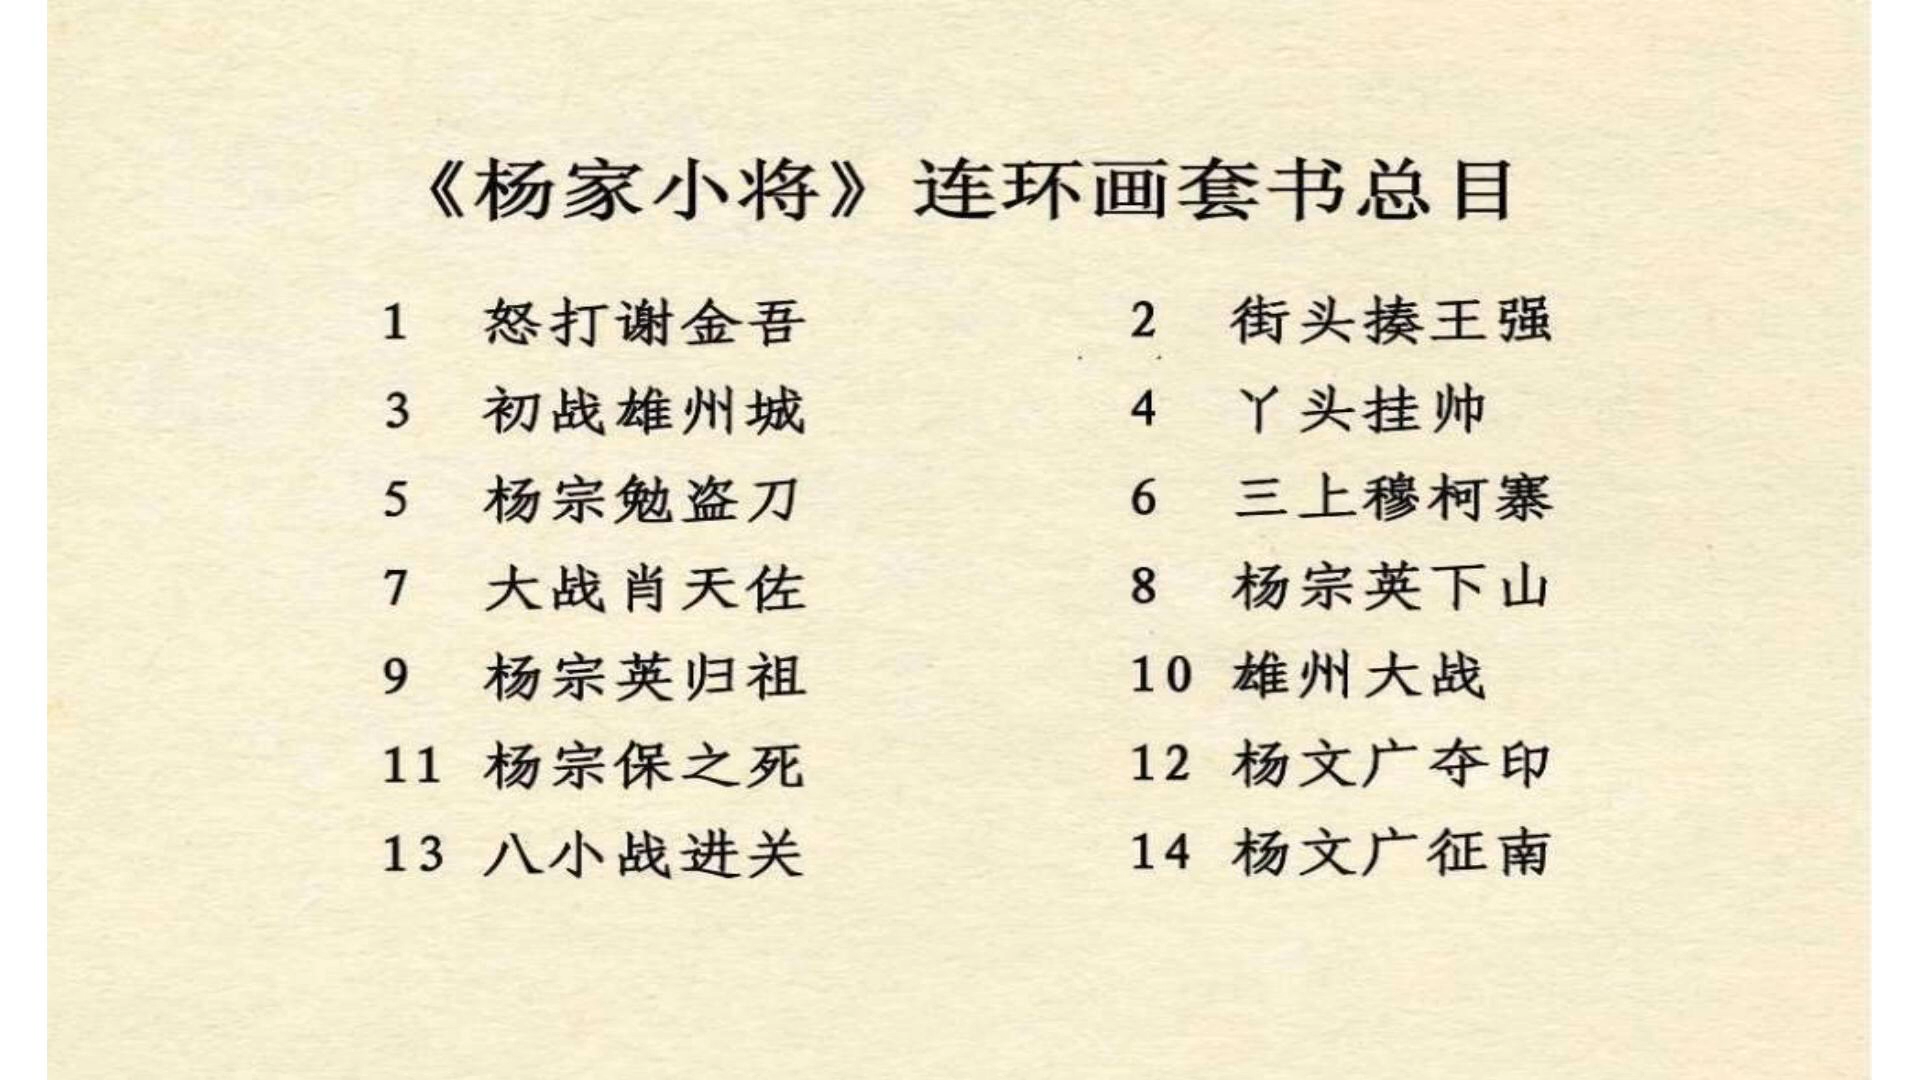 《杨家小将》连环画套书总目
1 怒打谢金吾 2 街头揍王强
3 初战雄州城 4 丫头挂帅
5 杨宗勉盗刀 6 三上穆柯寨
7 大战肖天佐 8 杨宗英下山
9 杨宗英归祖 10 雄州大战
11 杨宗保之死 12 杨文广夺印
13 八小战进关 14 杨文广征南